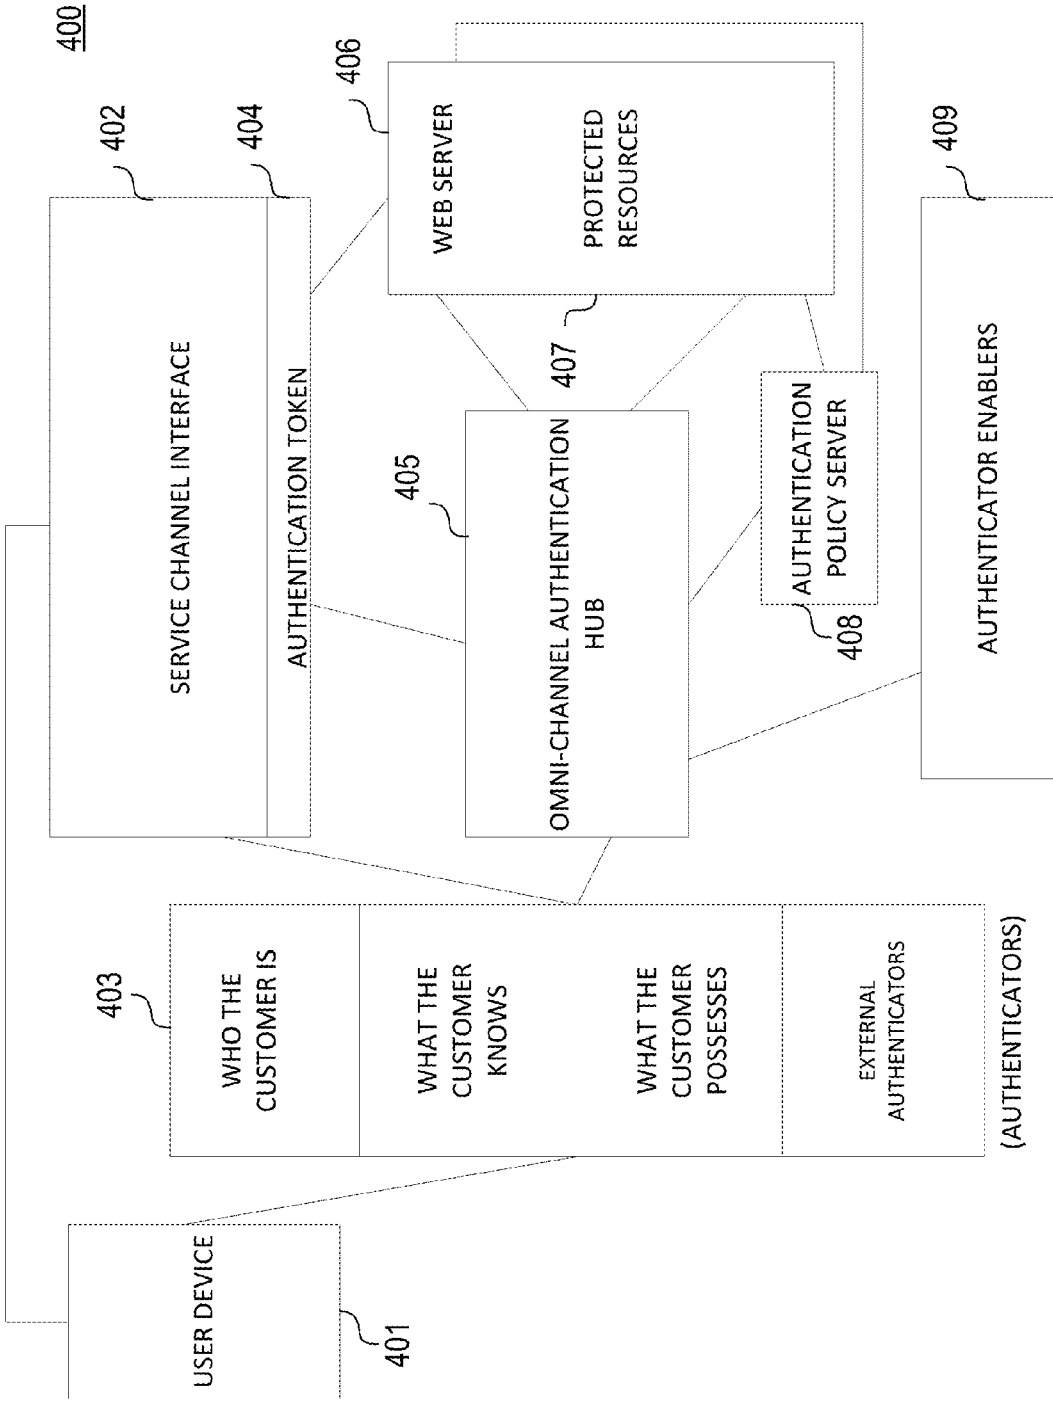 400
USER DEVICE
401
SERVICE CHANNEL INTERFACE
402
AUTHENTICATION TOKEN
404
403
WHO THE
CUSTOMER IS
WHAT THE
CUSTOMER
KNOWS
WHAT THE
CUSTOMER
POSSESSES
EXTERNAL
AUTHENTICATORS
(AUTHENTICATORS)
405
OMNI-CHANNEL AUTHENTICATION
HUB
406
WEB SERVER
PROTECTED
RESOURCES
407
AUTHENTICATION
POLICY SERVER
408
AUTHENTICATOR ENABLERS
409